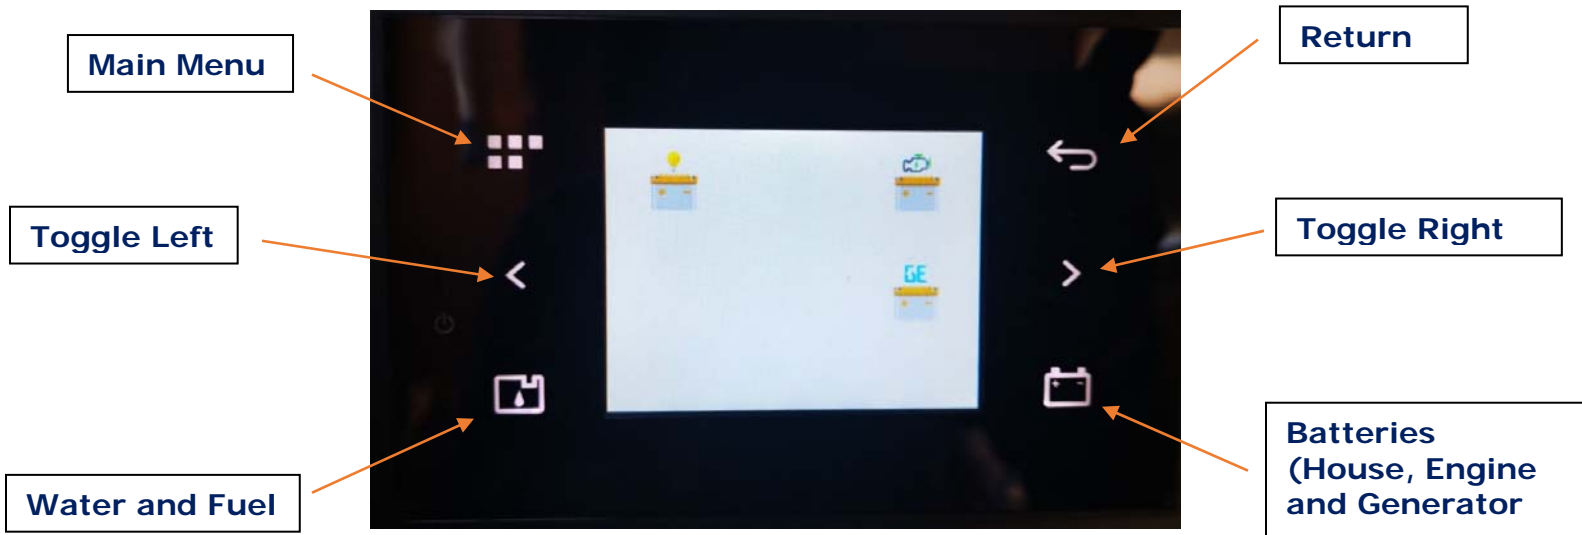 Main Menu
Return
Toggle Left
Toggle Right
GE
Water and Fuel
Batteries
(House, Engine
and Generator